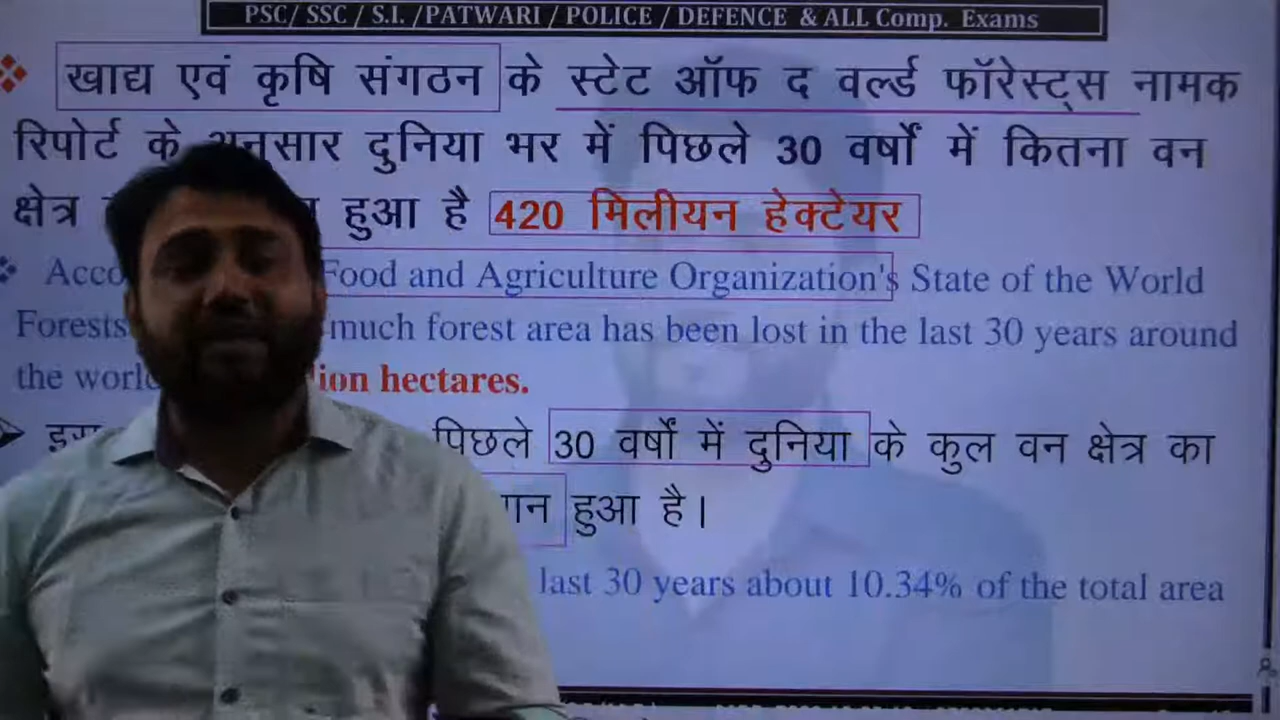 PSC/ SSC / S.I. /PATWARI / POLICE / DEFENCE & ALL Comp. Exams
खाद्य एवं कृषि संगठन के स्टेट ऑफ द वर्ल्ड फॉरेस्ट्स नामक
रिपोर्ट के अनुसार दुनिया भर में पिछले 30 वर्षों में कितना वन
क्षेत्र हुआ है 420 मिलीयन हेक्टेयर
Food and Agriculture Organization's State of the World
Forests much forest area has been lost in the last 30 years around
the hectares.
पिछले 30 वर्षों में दुनिया के कुल वन क्षेत्र का
हुआ है।
last 30 years about 10.34% of the total area